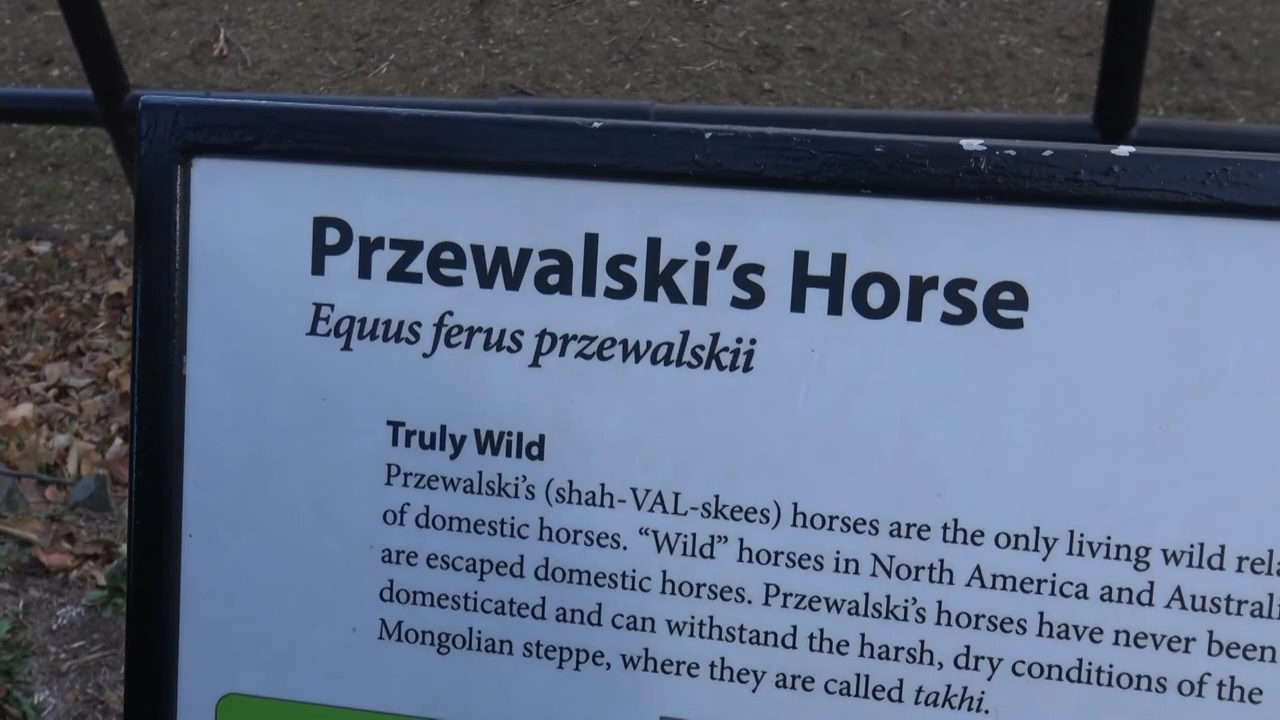 Przewalski's Horse
Equus ferus przewalskii
Truly Wild
Przewalski's (shah-VAL-skees) horses are the only living wild
of domestic horses. “Wild” horses in North America and
are escaped domestic horses. Przewalski's horses have never been
domesticated and can withstand the harsh, dry conditions of the
Mongolian steppe, where they are called takhi.